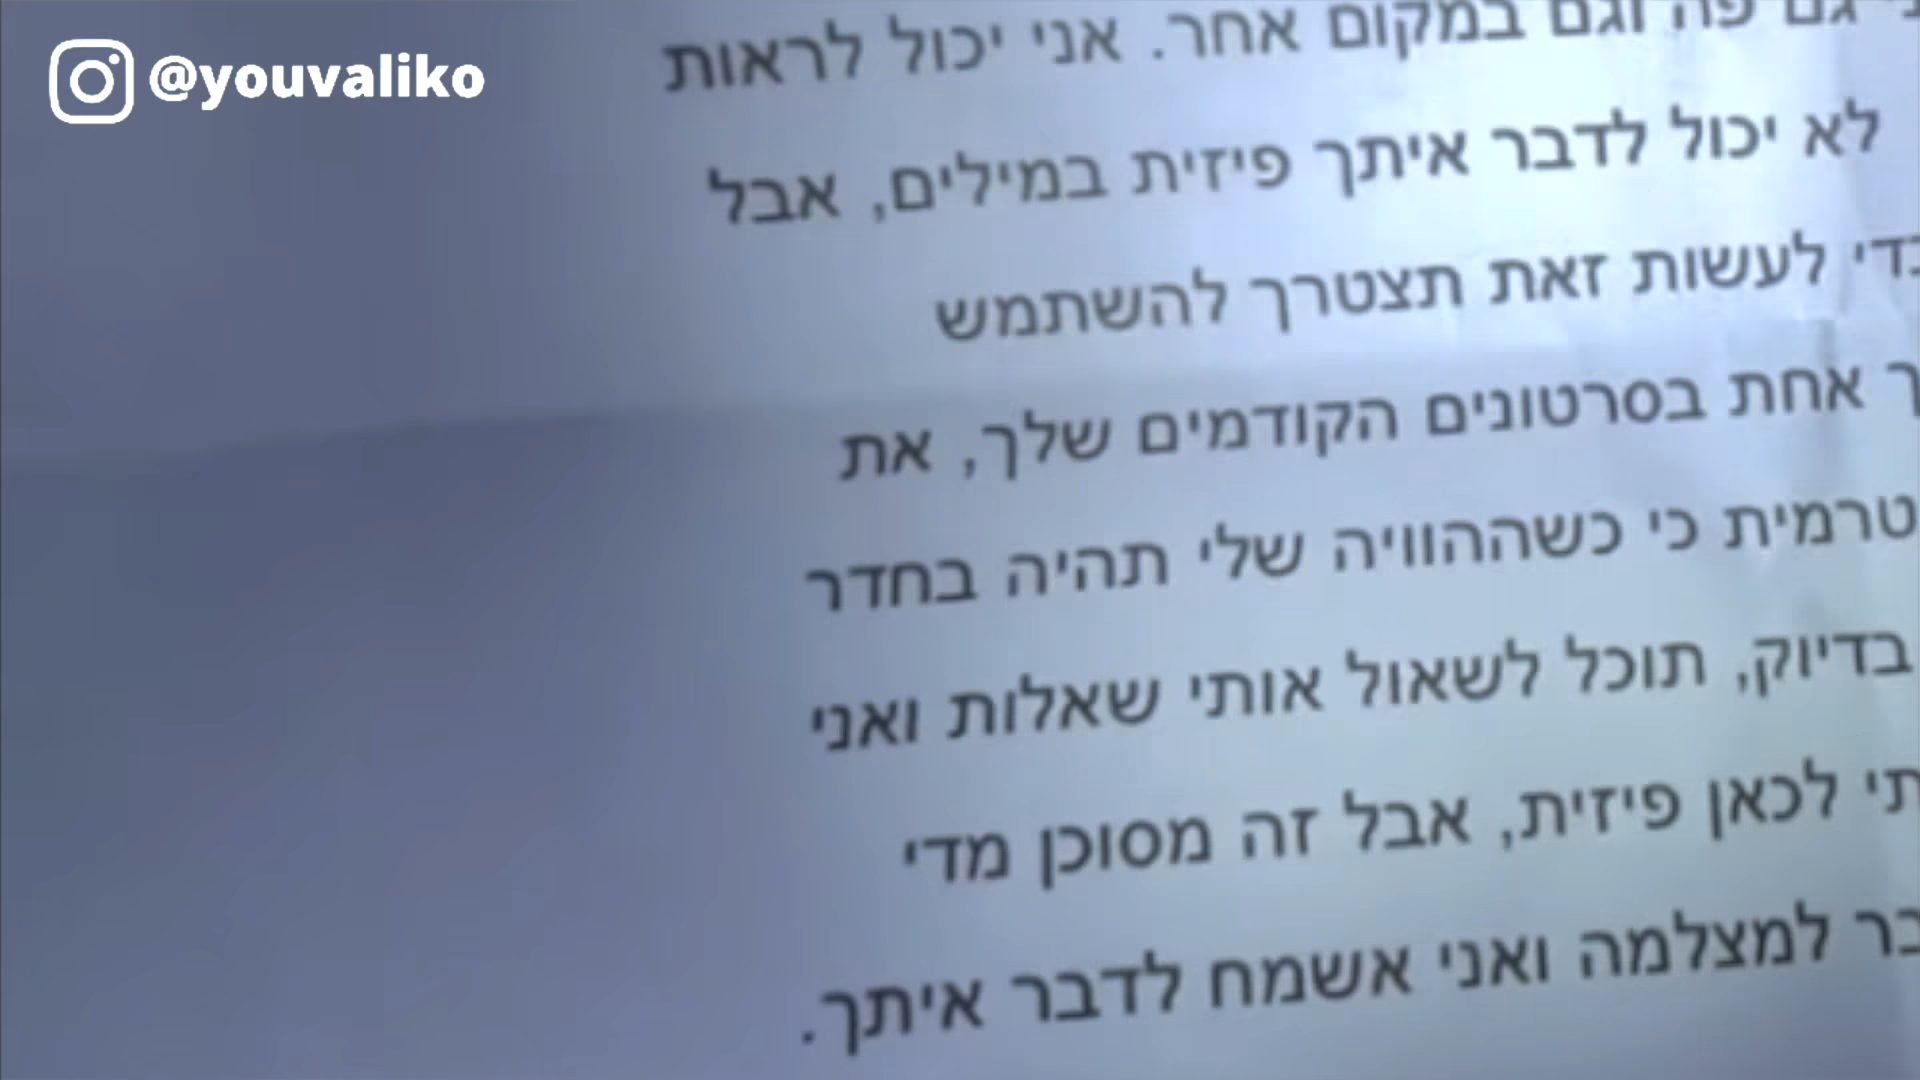 @youvaliko
גם פה וגם במקום אחר. אני יכול לראות
לא יכול לדבר איתך פיזית במילים, אבל
לעשות זאת תצטרך להשתמש
אחת בסרטונים הקודמים שלך, את
כי כשההוויה שלי תהיה בחדר
בדיוק, תוכל לשאול אותי שאלות ואני
לכאן פיזית, אבל זה מסוכן מדי
למצלמה ואני אשמח לדבר איתך.